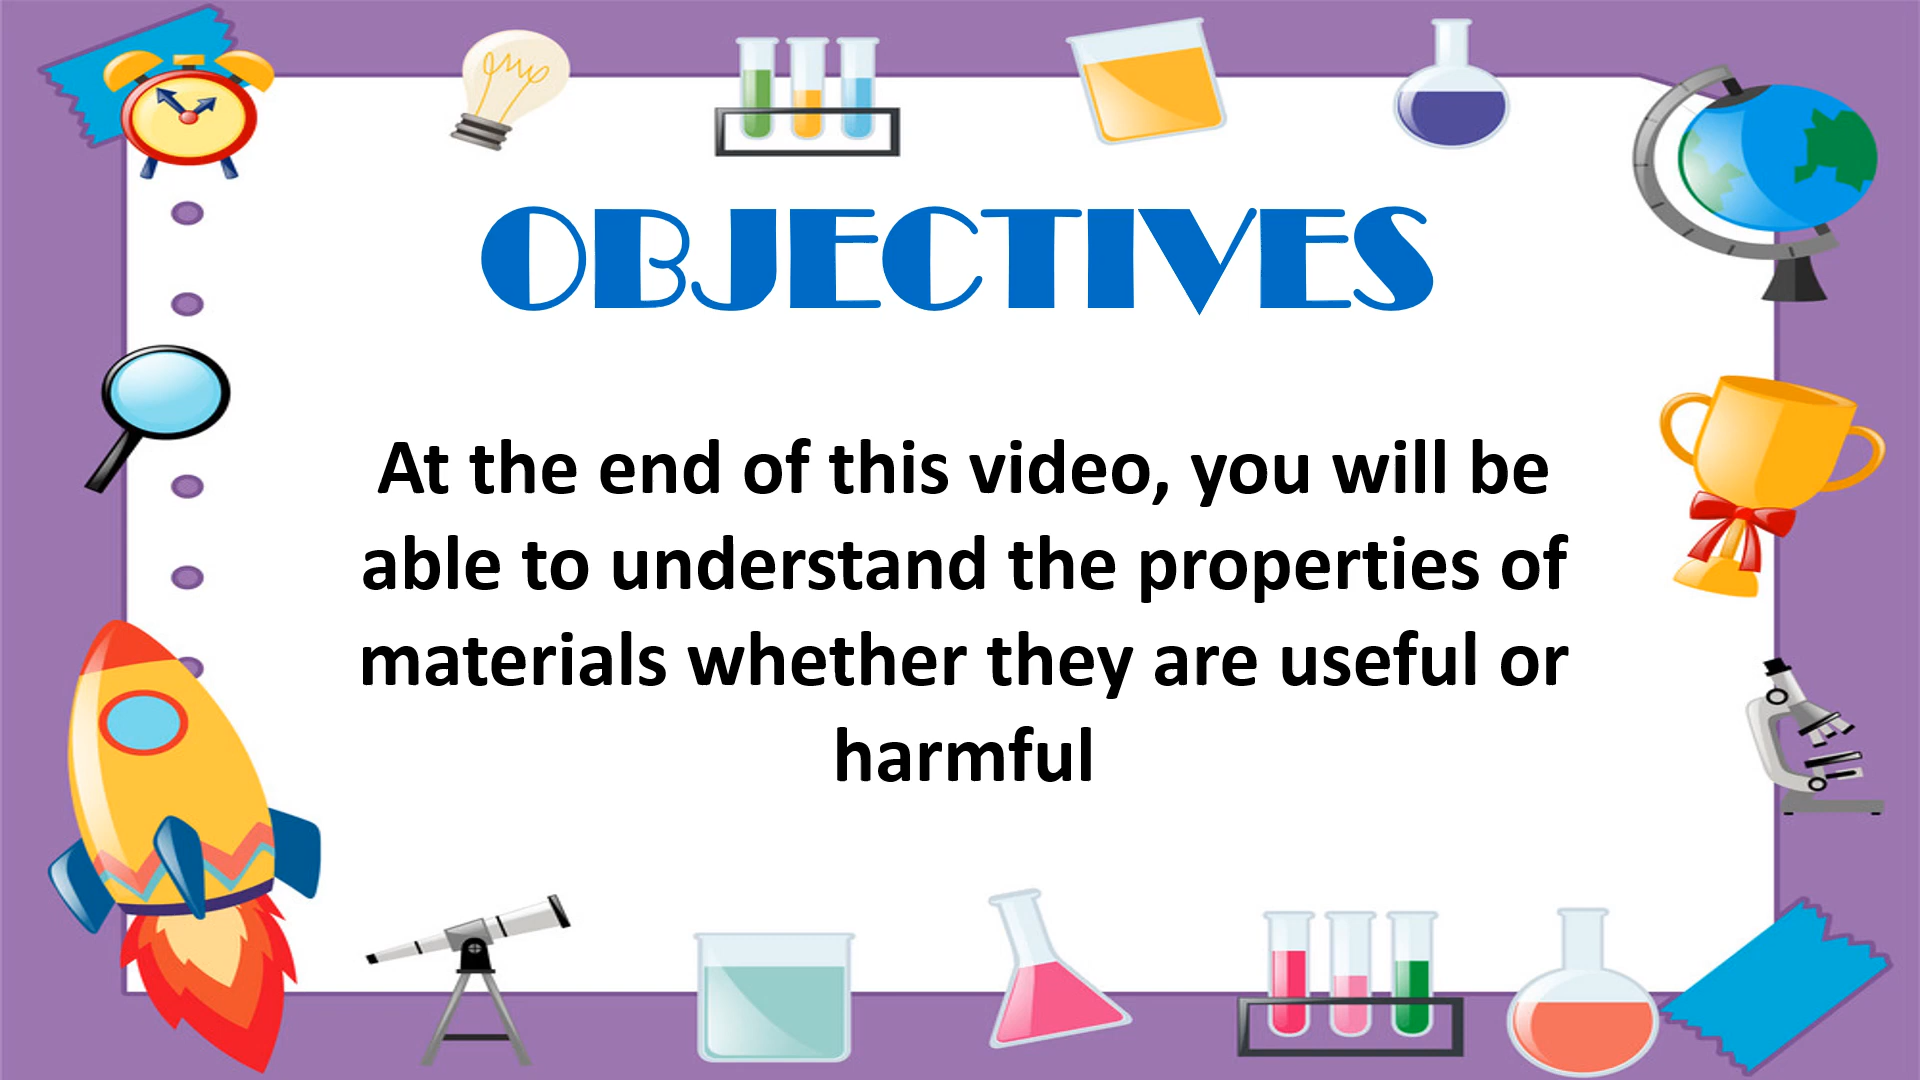 OBJECTIVES
At the end of this video, you will be
able to understand the properties of
materials whether they are useful or
harmful